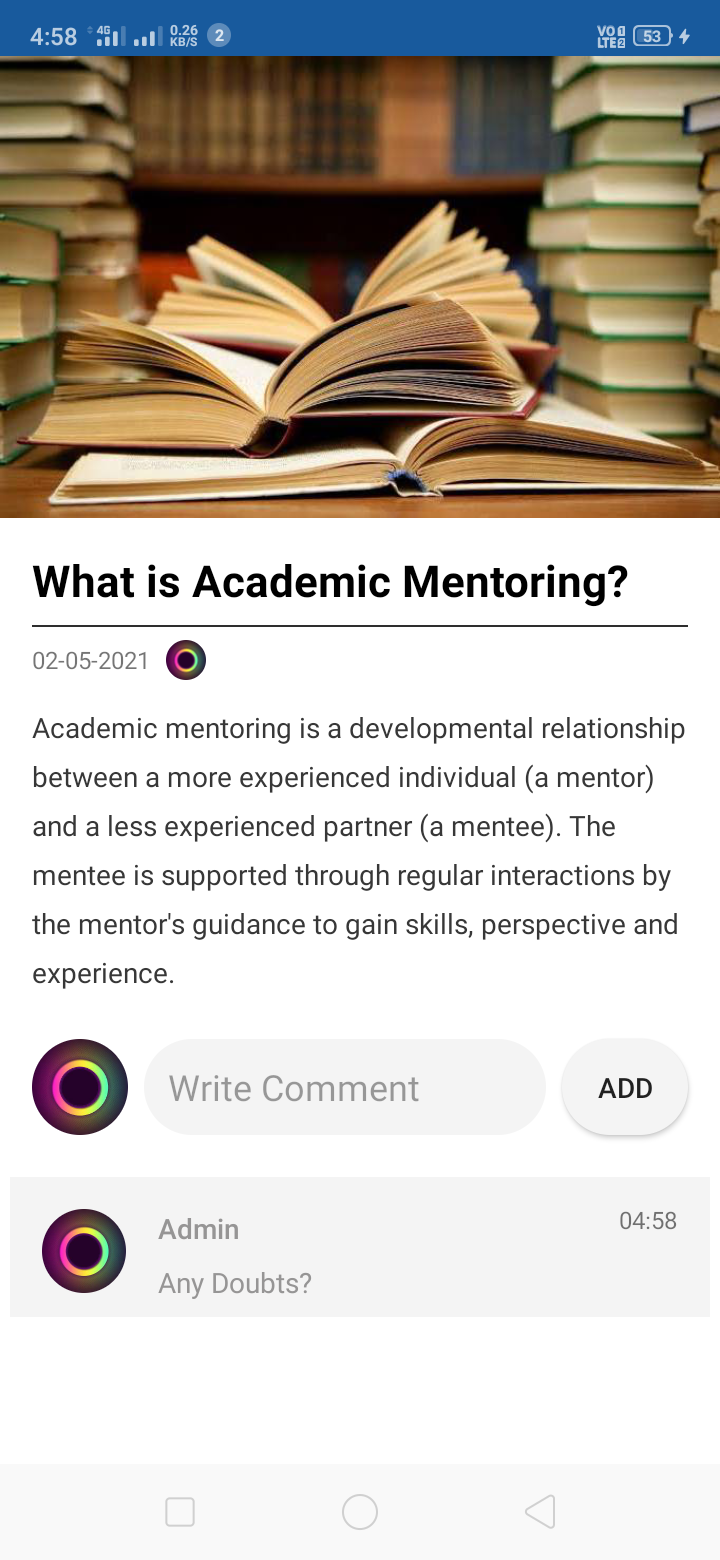 4:58 4G 0.26 KB/S 2 VO 1 LTE 2 53
What is Academic Mentoring?
02-05-2021
Academic mentoring is a developmental relationship
between a more experienced individual (a mentor)
and a less experienced partner (a mentee). The
mentee is supported through regular interactions by
the mentor's guidance to gain skills, perspective and
experience.
Write Comment ADD
Admin 04:58
Any Doubts?